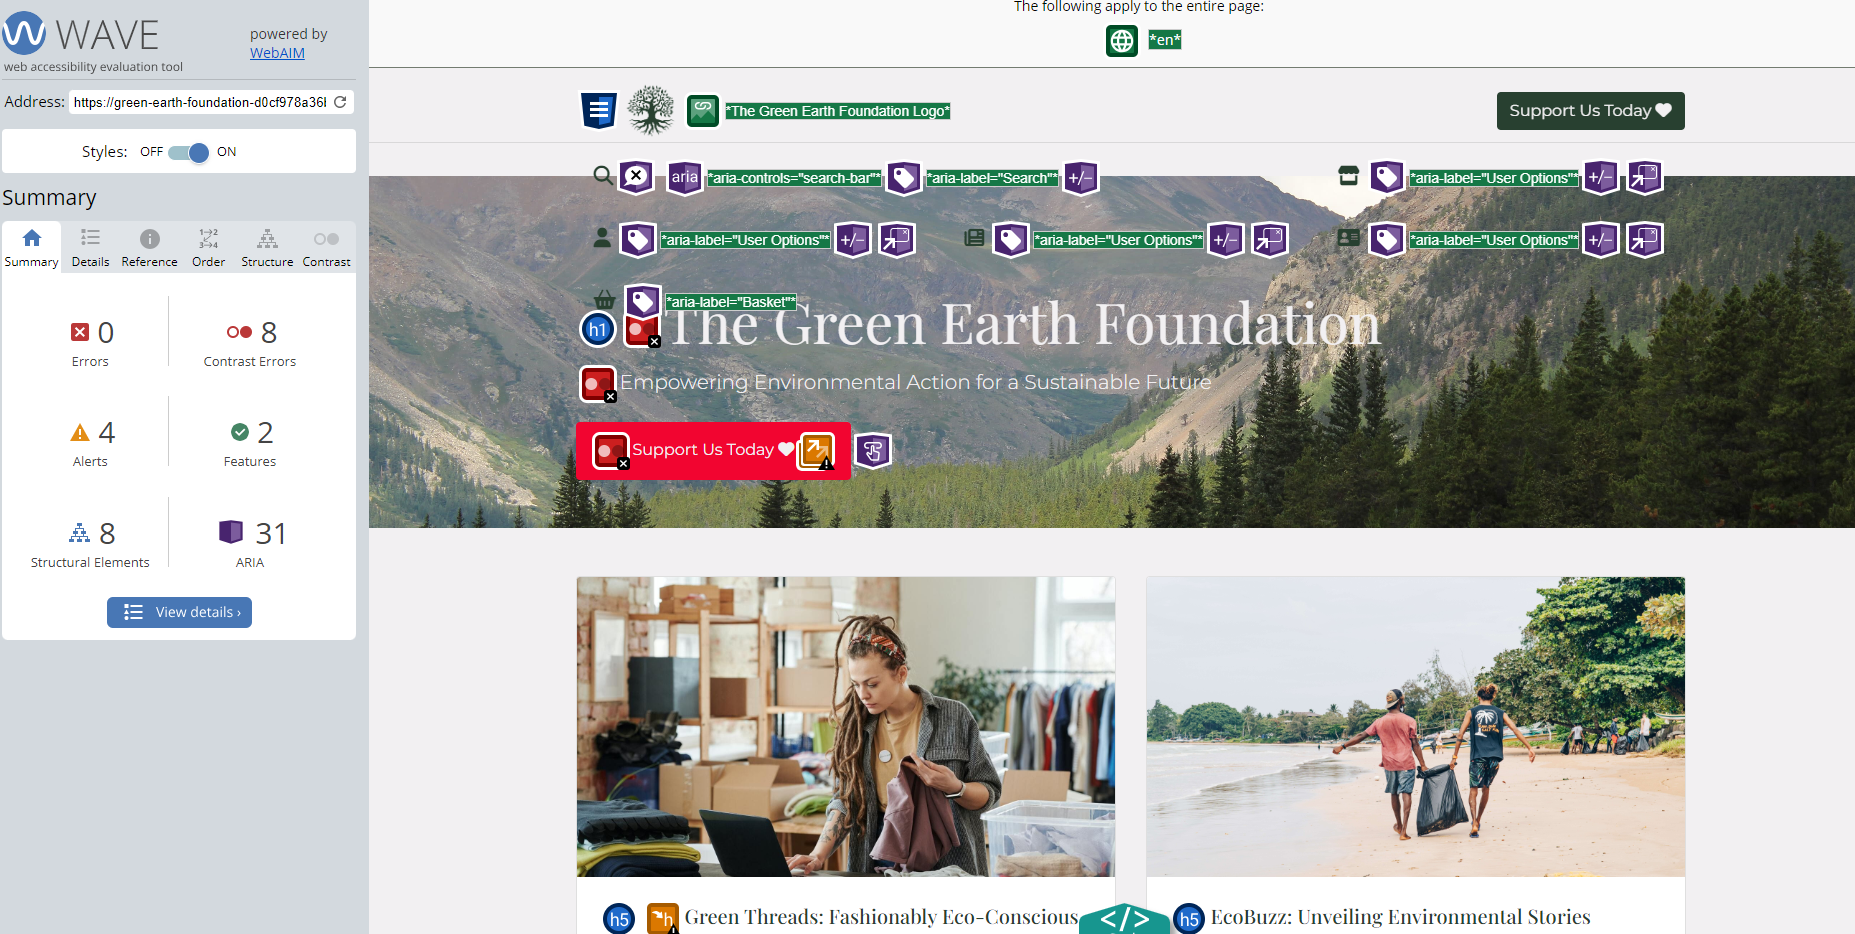 The following apply to the entire page:
*en*
WAVE
powered by
WebAIM
web accessibility evaluation tool
Address: https://green-earth-foundation-d0cf978a36l
Styles: OFF ON
Summary
Summary Details Reference Order Structure Contrast
1→2
3→4
0 Errors
8 Contrast Errors
4 Alerts
2 Features
8 Structural Elements
31 ARIA
View details ›
*The Green Earth Foundation Logo*
Support Us Today
aria *aria-controls="search-bar"* *aria-label="Search"* +/−
*aria-label="User Options"* +/−
*aria-label="User Options"* +/−
*aria-label="User Options"* +/−
*aria-label="User Options"* +/−
*aria-label="Basket"*
h1 The Green Earth Foundation
Empowering Environmental Action for a Sustainable Future
Support Us Today
h5 h Green Threads: Fashionably Eco-Conscious
</>
h5 EcoBuzz: Unveiling Environmental Stories